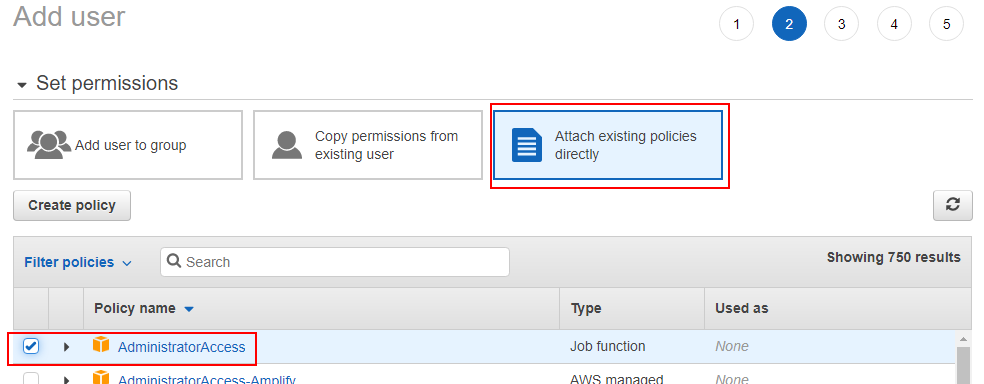 Add user
1 2 3 4 5
Set permissions
Add user to group
Copy permissions from
existing user
Attach existing policies
directly
Create policy
Filter policies
Search
Showing 750 results
Policy name
Type
Used as
AdministratorAccess
Job function
None
AdministratorAccess-Amplify
AWS managed
None